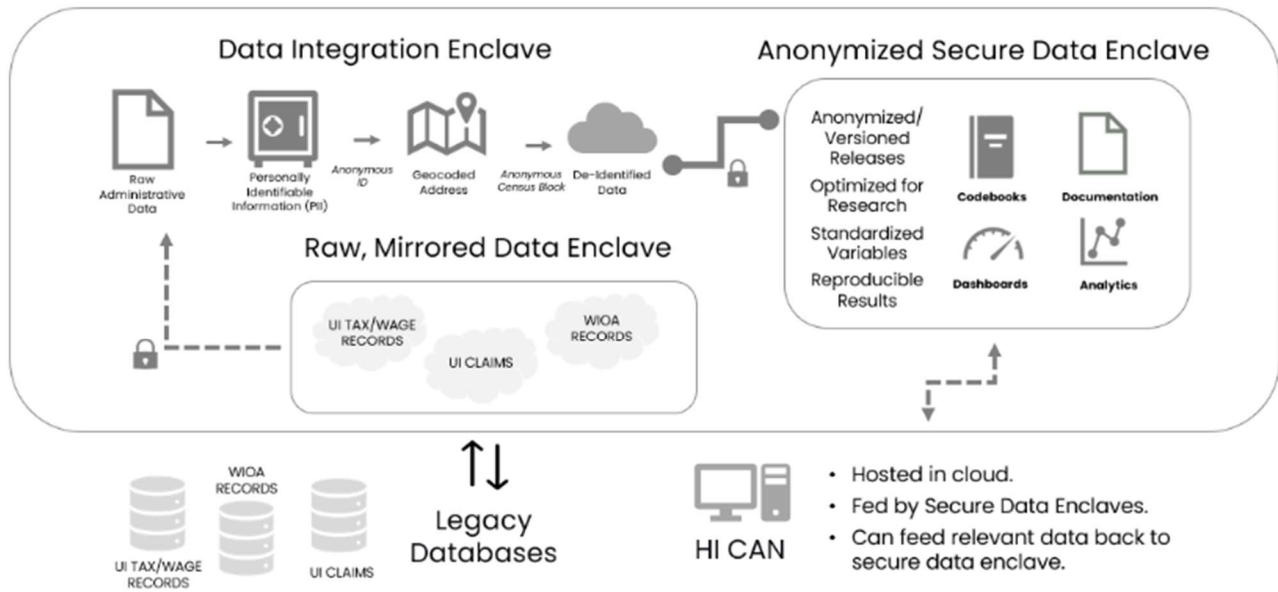 Data Integration Enclave
Raw
Administrative
Data
Personally
Identifiable
Information (PII)
Anonymous
ID
Geocoded
Address
Anonymous
Census Block
De-Identified
Data
Anonymized Secure Data Enclave
Anonymized/
Versioned
Releases
Optimized for
Research
Standardized
Variables
Reproducible
Results
Codebooks
Documentation
Dashboards
Analytics
Raw, Mirrored Data Enclave
UI TAX/WAGE
RECORDS
UI CLAIMS
WIOA
RECORDS
UI TAX/WAGE
RECORDS
WIOA
RECORDS
UI CLAIMS
Legacy
Databases
HI CAN
• Hosted in cloud.
• Fed by Secure Data Enclaves.
• Can feed relevant data back to
secure data enclave.